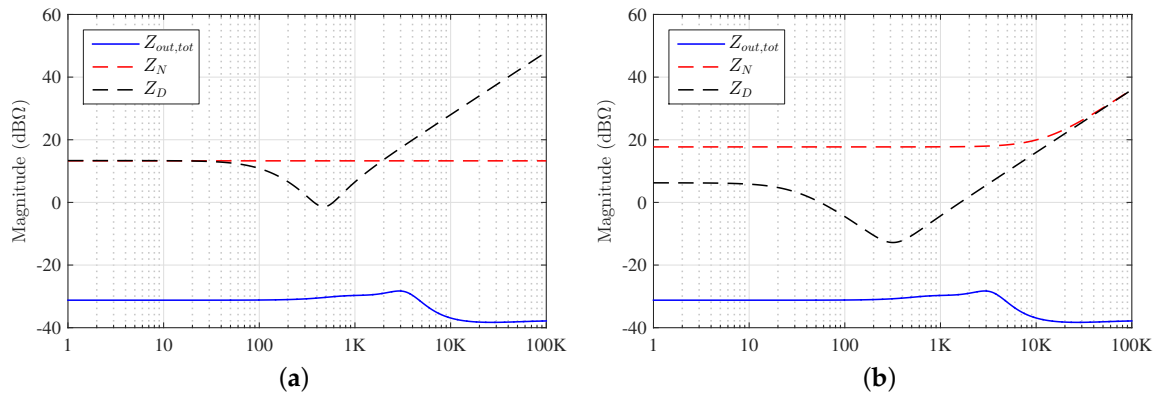 60
40
20
0
-20
-40
Magnitude (dBΩ)
Z_{out,tot}
Z_N
Z_D
1
10
100
1K
10K
100K
(a)
60
40
20
0
-20
-40
Magnitude (dBΩ)
Z_{out,tot}
Z_N
Z_D
1
10
100
1K
10K
100K
(b)